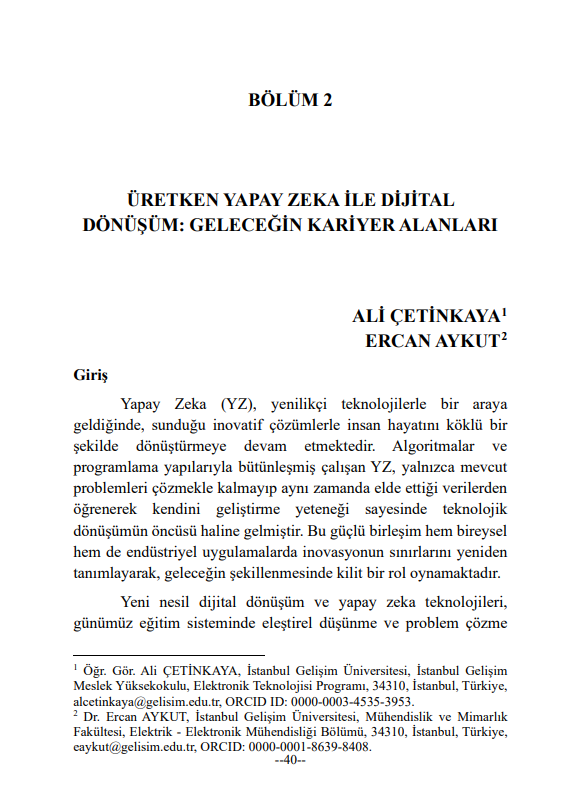 BÖLÜM 2
ÜRETKEN YAPAY ZEKA İLE DİJİTAL
DÖNÜŞÜM: GELECEĞİN KARİYER ALANLARI
ALİ ÇETİNKAYA¹
ERCAN AYKUT²
Giriş
Yapay Zeka (YZ), yenilikçi teknolojilerle bir araya
geldiğinde, sunduğu inovatif çözümlerle insan hayatını köklü bir
şekilde dönüştürmeye devam etmektedir. Algoritmalar ve
programlama yapılarıyla bütünleşmiş çalışan YZ, yalnızca mevcut
problemleri çözmekle kalmayıp aynı zamanda elde ettiği verilerden
öğrenerek kendini geliştirme yeteneği sayesinde teknolojik
dönüşümün öncüsü haline gelmiştir. Bu güçlü birleşim hem bireysel
hem de endüstriyel uygulamalarda inovasyonun sınırlarını yeniden
tanımlayarak, geleceğin şekillenmesinde kilit bir rol oynamaktadır.
Yeni nesil dijital dönüşüm ve yapay zeka teknolojileri,
günümüz eğitim sisteminde eleştirel düşünme ve problem çözme
¹ Öğr. Gör. Ali ÇETİNKAYA, İstanbul Gelişim Üniversitesi, İstanbul Gelişim
Meslek Yüksekokulu, Elektronik Teknolojisi Programı, 34310, İstanbul, Türkiye,
alcetinkaya@gelisim.edu.tr, ORCID ID: 0000-0003-4535-3953.
² Dr. Ercan AYKUT, İstanbul Gelişim Üniversitesi, Mühendislik ve Mimarlık
Fakültesi, Elektrik - Elektronik Mühendisliği Bölümü, 34310, İstanbul, Türkiye,
eaykut@gelisim.edu.tr, ORCID: 0000-0001-8639-8408.
--40--